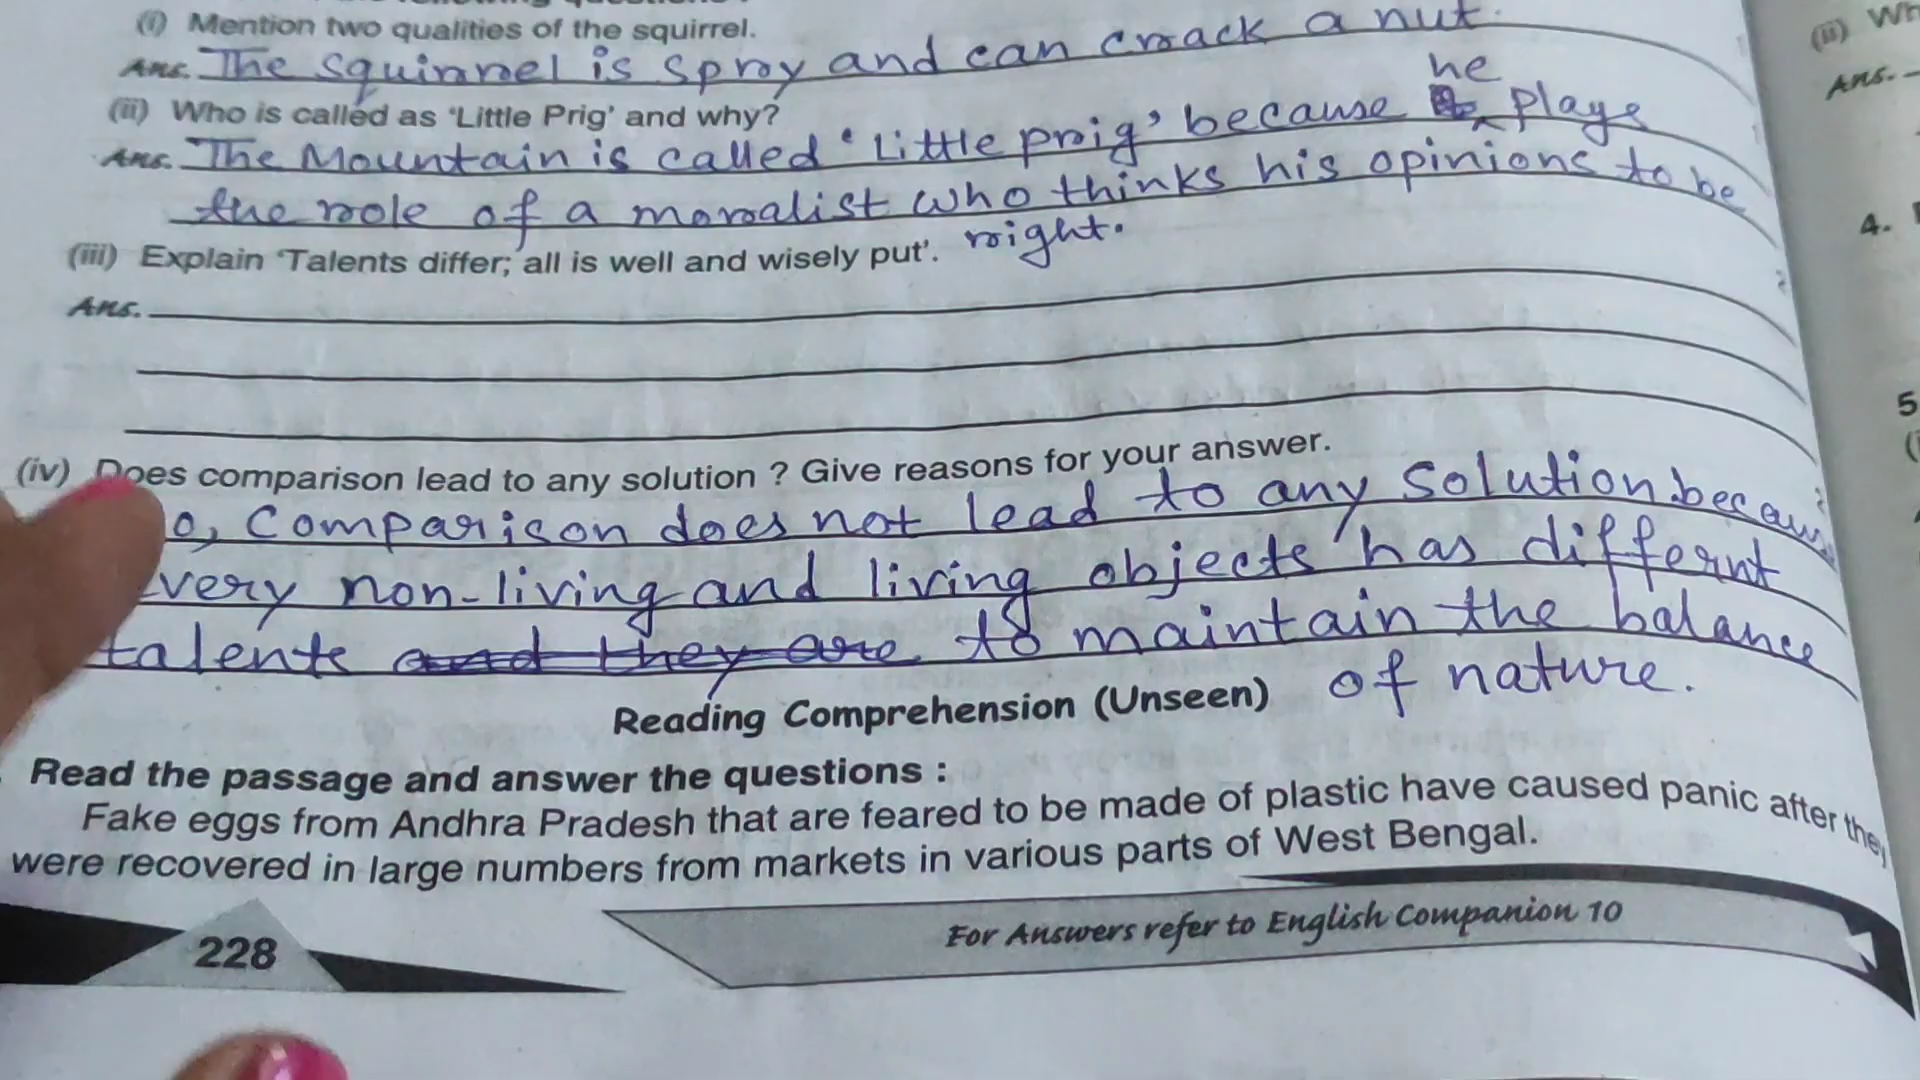 (i) Mention two qualities of the squirrel.
Ans. The squirrel is spry and can crack a nut.
(ii) Who is called as 'Little Prig' and why?
he
Ans. The Mountain is called 'Little prig' because plays
the role of a moralist who thinks his opinions to be
right.
(iii) Explain 'Talents differ; all is well and wisely put'.
Ans.
(iv) Does comparison lead to any solution ? Give reasons for your answer.
o, Comparison does not lead to any solution because
very non-living and living objects has differnt
talents and they are to maintain the balance
of nature.
Reading Comprehension (Unseen)
Read the passage and answer the questions :
Fake eggs from Andhra Pradesh that are feared to be made of plastic have caused panic after they
were recovered in large numbers from markets in various parts of West Bengal.
228
For Answers refer to English Companion 10
(ii) Wh
Ans.
4.
5